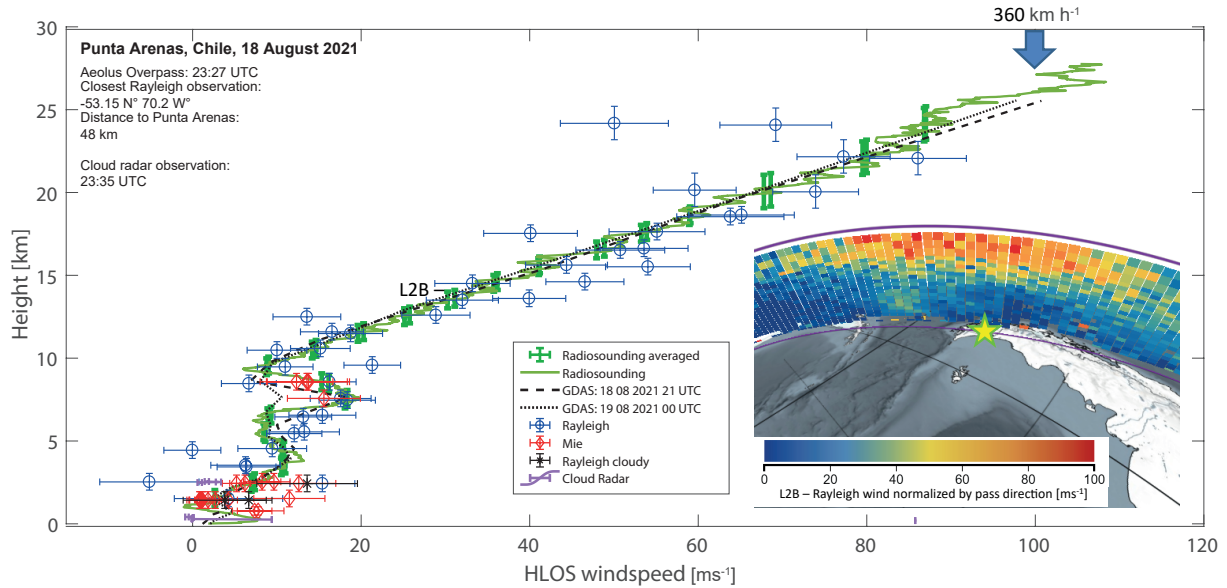 360 km h-1
Punta Arenas, Chile, 18 August 2021
Aeolus Overpass: 23:27 UTC
Closest Rayleigh observation:
-53.15 N° 70.2 W°
Distance to Punta Arenas:
48 km
Cloud radar observation:
23:35 UTC
Height [km]
30
25
20
15
10
5
0
L2B
Radiosounding averaged
Radiosounding
GDAS: 18 08 2021 21 UTC
GDAS: 19 08 2021 00 UTC
Rayleigh
Mie
Rayleigh cloudy
Cloud Radar
0 20 40 60 80 100
L2B – Rayleigh wind normalized by pass direction [ms-1]
0 20 40 60 80 100 120
HLOS windspeed [ms-1]